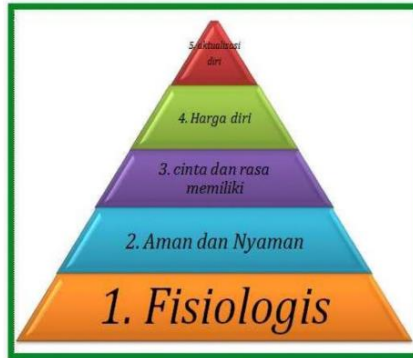 5. aktualisasi
diri
4. Harga diri
3. cinta dan rasa
memiliki
2. Aman dan Nyaman
1. Fisiologis